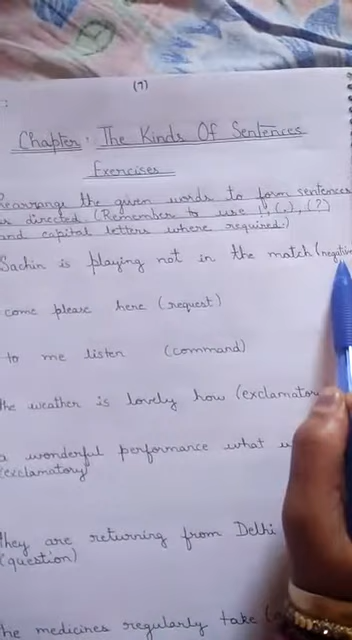 (7)
Chapter: The Kinds Of Sentences
Exercises
Rearrange the given words to form sentences
as directed (Remember to use !, (.), (?)
and capital letters where required.)
Sachin is playing not in the match (negative
come please here (request)
to me listen (command)
the weather is lovely how (exclamatory
a wonderful performance what
(exclamatory)
They are returning from Delhi
(question)
the medicines regularly take